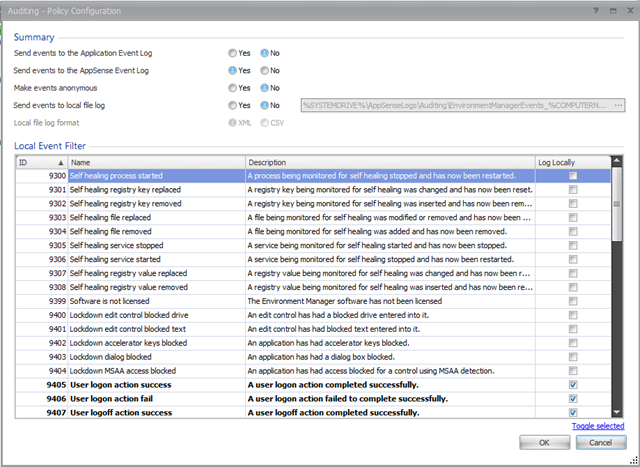 Auditing - Policy Configuration
Summary
Send events to the Application Event Log Yes No
Send events to the AppSense Event Log Yes No
Make events anonymous Yes No
Send events to local file log Yes No %SYSTEMDRIVE%\AppSenseLogs\Auditing\EnvironmentManagerEvents_%COMPUTERN... ...
Local file log format XML CSV
Local Event Filter
ID Name Description Log Locally
9300 Self healing process started A process being monitored for self healing stopped and has now been restarted.
9301 Self healing registry key replaced A registry key being monitored for self healing was changed and has now been reset.
9302 Self healing registry key removed A registry key being monitored for self healing was inserted and has now been rem...
9303 Self healing file replaced A file being monitored for self healing was modified or removed and has now been ...
9304 Self healing file removed A file being monitored for self healing was added and has now been removed.
9305 Self healing service stopped A service being monitored for self healing started and has now been stopped.
9306 Self healing service started A service being monitored for self healing stopped and has now been restarted.
9307 Self healing registry value replaced A registry value being monitored for self healing was changed and has now been r...
9308 Self healing registry value removed A registry value being monitored for self healing was inserted and has now been re...
9399 Software is not licensed The Environment Manager software has not been licensed
9400 Lockdown edit control blocked drive An edit control has had a blocked drive entered into it.
9401 Lockdown edit control blocked text An edit control has had blocked text entered into it.
9402 Lockdown accelerator keys blocked An application has had accelerator keys blocked.
9403 Lockdown dialog blocked An application has had a dialog box blocked.
9404 Lockdown MSAA access blocked An application has had access blocked for a control using MSAA detection.
9405 User logon action success A user logon action completed successfully.
9406 User logon action fail A user logon action failed to complete successfully.
9407 User logoff action success A user logoff action completed successfully.
Toggle selected
OK Cancel